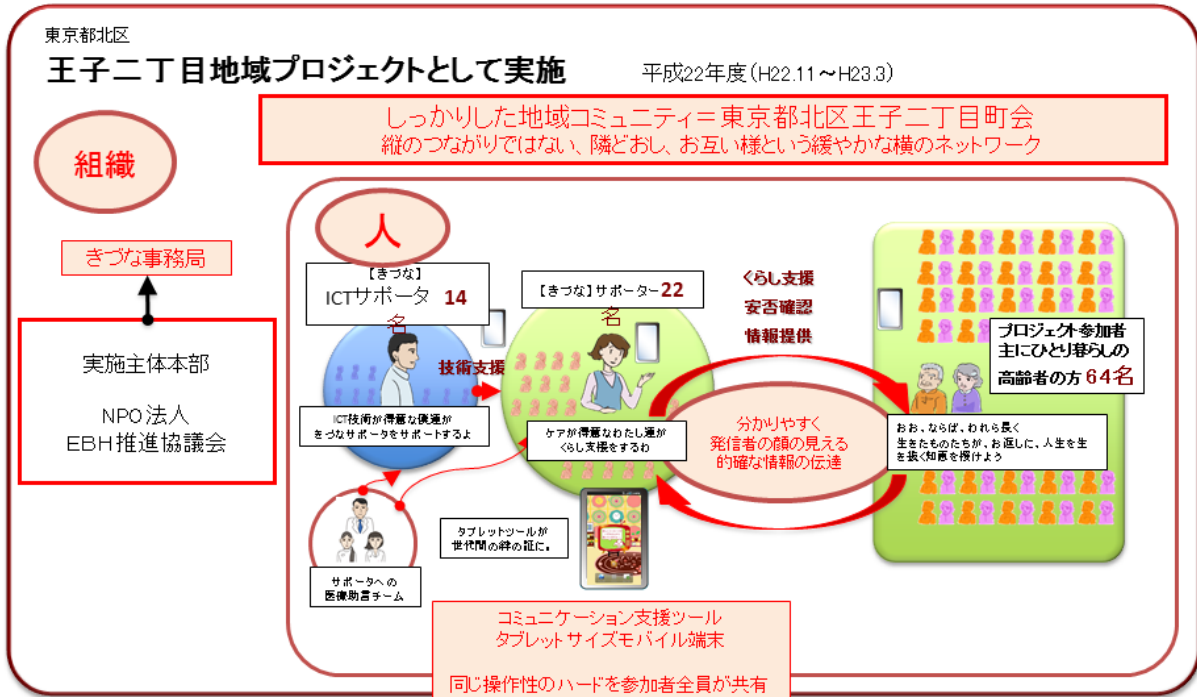 東京都北区
王子二丁目地域プロジェクトとして実施
平成22年度(H22.11～H23.3)
しっかりした地域コミュニティ＝東京都北区王子二丁目町会
縦のつながりではない、隣どおし、お互い様という緩やかな横のネットワーク
組織
きづな事務局
実施主体本部
NPO法人
EBH推進協議会
人
【きづな】
ICTサポータ 14
名
【きづな】サポーター22
名
くらし支援
安否確認
情報提供
技術支援
プロジェクト参加者
主にひとり暮らしの
高齢者の方 64名
ICT技術が得意な僕達が
きづなサポータをサポートするよ
ケアが得意なわたし達が
くらし支援をするわ
分かりやすく
発信者の顔の見える
的確な情報の伝達
おお、ならば、われら長く
生きたものたちが、お返しに、人生を生
き抜く知恵を授けよう
タブレットツールが
世代間の絆の証に。
サポータへの
医療助言チーム
コミュニケーション支援ツール
タブレットサイズモバイル端末
同じ操作性のハードを参加者全員が共有